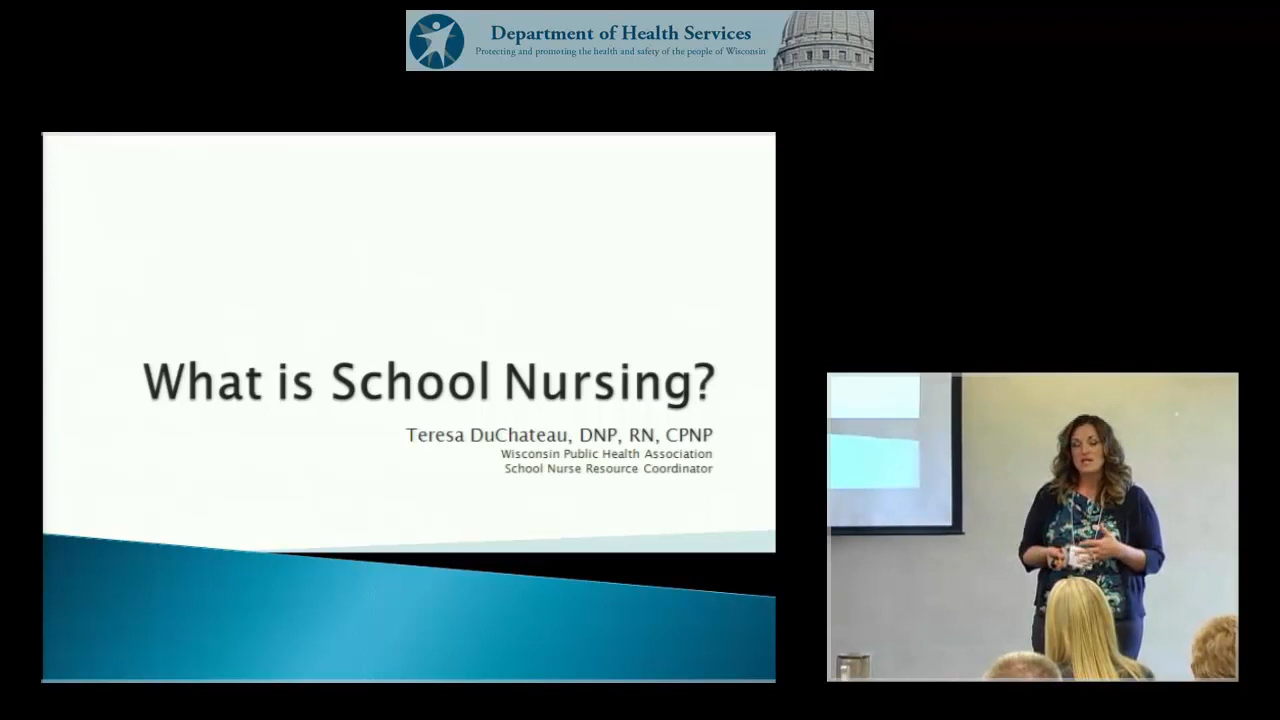 Department of Health Services
Protecting and promoting the health and safety of the people of Wisconsin
What is School Nursing?
Teresa DuChateau, DNP, RN, CPNP
Wisconsin Public Health Association
School Nurse Resource Coordinator